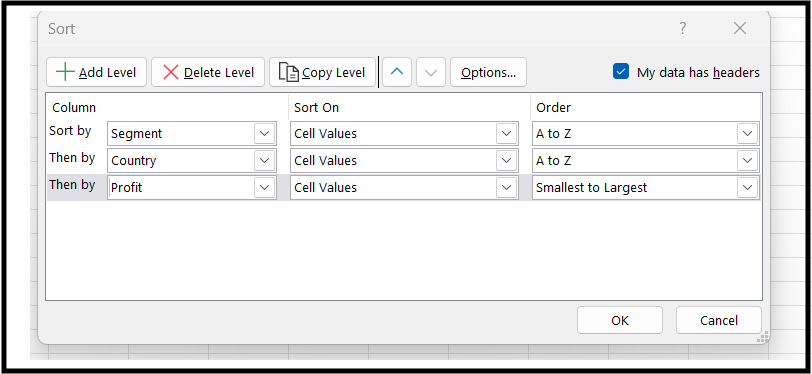 Sort ?
Add Level Delete Level Copy Level Options... My data has headers
Column Sort On Order
Sort by Segment Cell Values A to Z
Then by Country Cell Values A to Z
Then by Profit Cell Values Smallest to Largest
OK Cancel